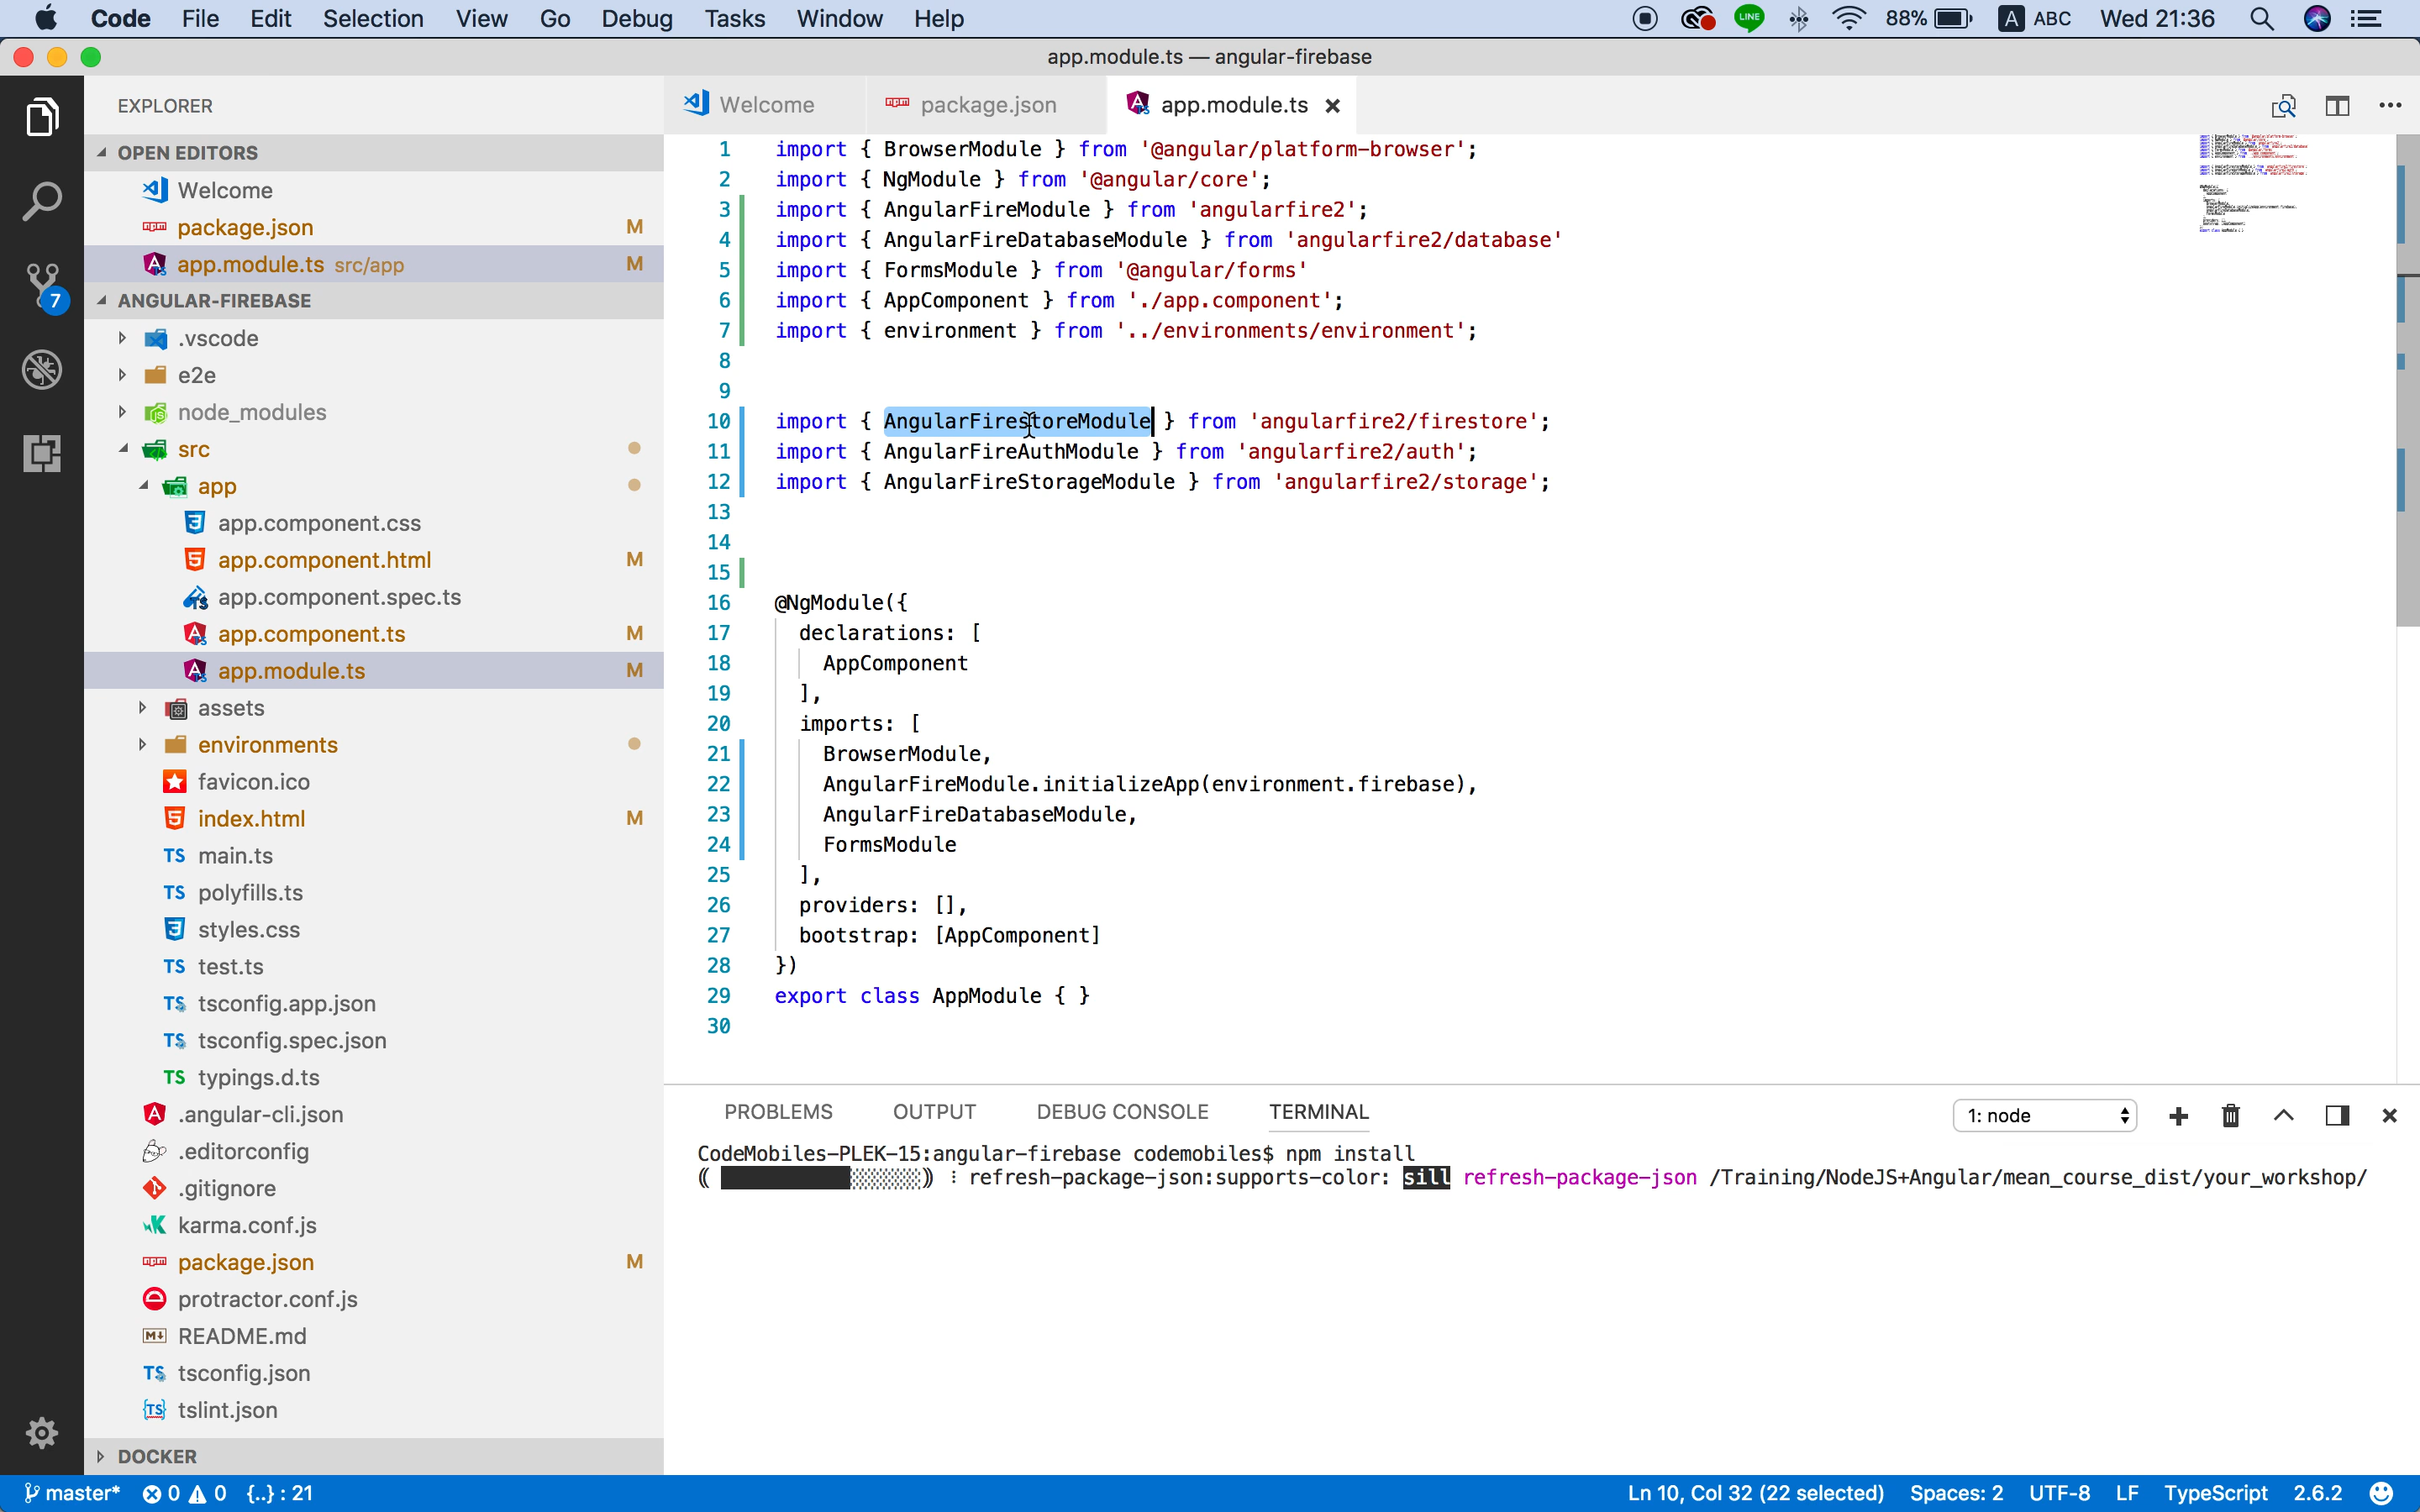 Code File Edit Selection View Go Debug Tasks Window Help LINE 88% A ABC Wed 21:36
app.module.ts — angular-firebase
EXPLORER
OPEN EDITORS
Welcome
package.json M
app.module.ts src/app M
7
ANGULAR-FIREBASE
.vscode
e2e
node_modules
src
app
app.component.css
app.component.html M
app.component.spec.ts
app.component.ts M
app.module.ts M
assets
environments
favicon.ico
index.html M
TS main.ts
TS polyfills.ts
styles.css
TS test.ts
TS tsconfig.app.json
TS tsconfig.spec.json
TS typings.d.ts
.angular-cli.json
.editorconfig
.gitignore
karma.conf.js
package.json M
protractor.conf.js
README.md
TS tsconfig.json
tslint.json
DOCKER
Welcome package.json app.module.ts
1 import { BrowserModule } from '@angular/platform-browser';
2 import { NgModule } from '@angular/core';
3 import { AngularFireModule } from 'angularfire2';
4 import { AngularFireDatabaseModule } from 'angularfire2/database'
5 import { FormsModule } from '@angular/forms'
6 import { AppComponent } from './app.component';
7 import { environment } from '../environments/environment';
8
9
10 import { AngularFirestoreModule } from 'angularfire2/firestore';
11 import { AngularFireAuthModule } from 'angularfire2/auth';
12 import { AngularFireStorageModule } from 'angularfire2/storage';
13
14
15
16 @NgModule({
17 declarations: [
18 AppComponent
19 ],
20 imports: [
21 BrowserModule,
22 AngularFireModule.initializeApp(environment.firebase),
23 AngularFireDatabaseModule,
24 FormsModule
25 ],
26 providers: [],
27 bootstrap: [AppComponent]
28 })
29 export class AppModule { }
30
PROBLEMS OUTPUT DEBUG CONSOLE TERMINAL 1: node
CodeMobiles-PLEK-15:angular-firebase codemobiles$ npm install
refresh-package-json:supports-color: sill refresh-package-json /Training/NodeJS+Angular/mean_course_dist/your_workshop/
master* 0 0 {..} : 21 Ln 10, Col 32 (22 selected) Spaces: 2 UTF-8 LF TypeScript 2.6.2